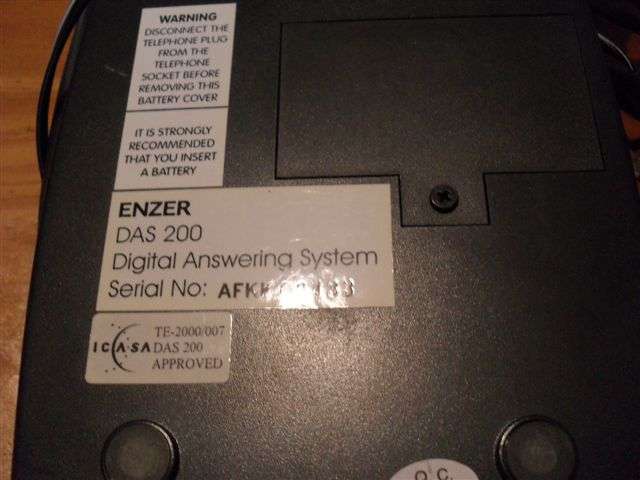 WARNING
DISCONNECT THE
TELEPHONE PLUG
FROM THE
TELEPHONE
SOCKET BEFORE
REMOVING THIS
BATTERY COVER
IT IS STRONGLY
RECOMMENDED
THAT YOU INSERT
A BATTERY
ENZER
DAS 200
Digital Answering System
Serial No:
TE-2000/007
ICASA DAS 200
APPROVED
Q.C.